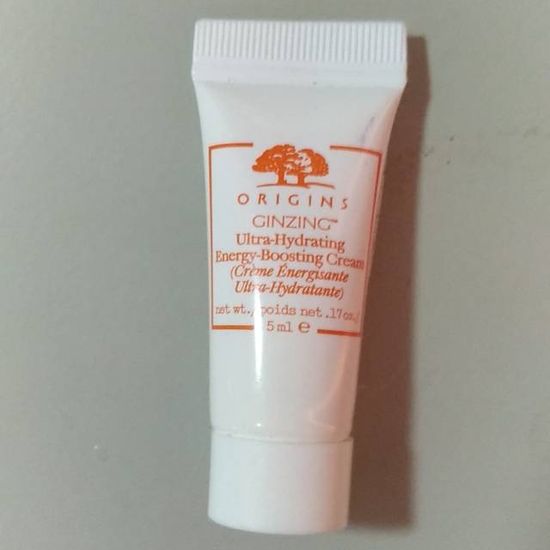 ORIGINS
GINZING™
Ultra-Hydrating
Energy-Boosting Cream
(Crème Énergisante
Ultra-Hydratante)
net wt./poids net .17 oz./
5 ml ℮